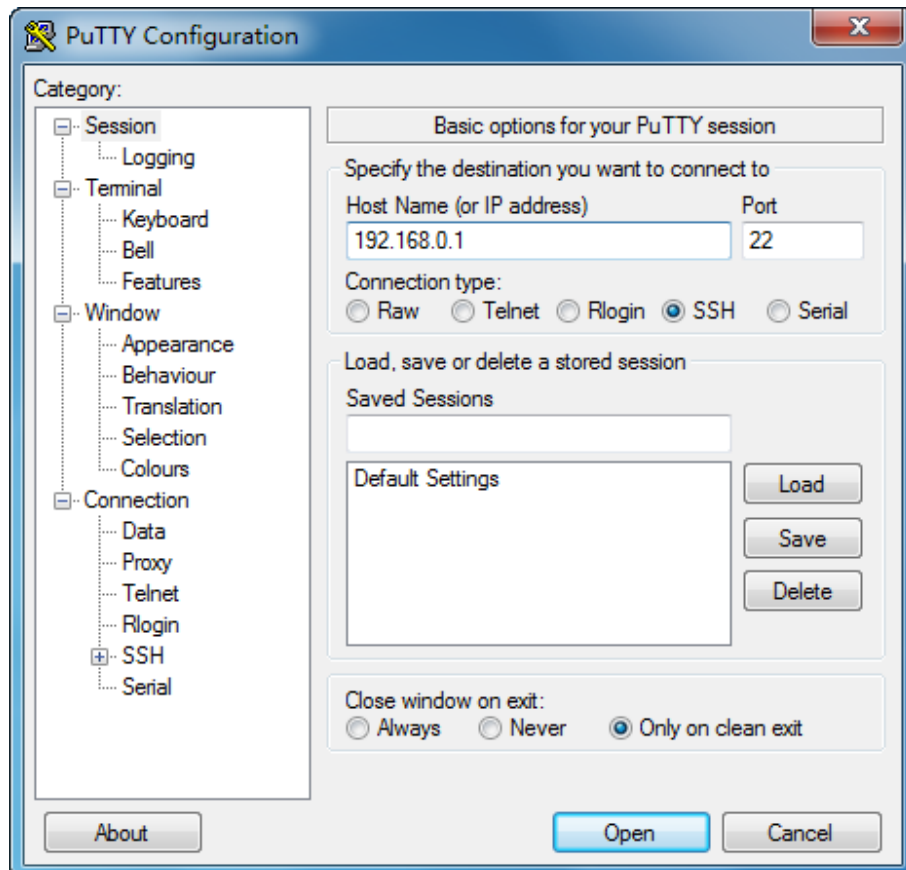 PuTTY Configuration
X
Category:
Session
Logging
Terminal
Keyboard
Bell
Features
Window
Appearance
Behaviour
Translation
Selection
Colours
Connection
Data
Proxy
Telnet
Rlogin
SSH
Serial
Basic options for your PuTTY session
Specify the destination you want to connect to
Host Name (or IP address) Port
192.168.0.1 22
Connection type:
Raw Telnet Rlogin SSH Serial
Load, save or delete a stored session
Saved Sessions
Default Settings
Load
Save
Delete
Close window on exit:
Always Never Only on clean exit
About Open Cancel